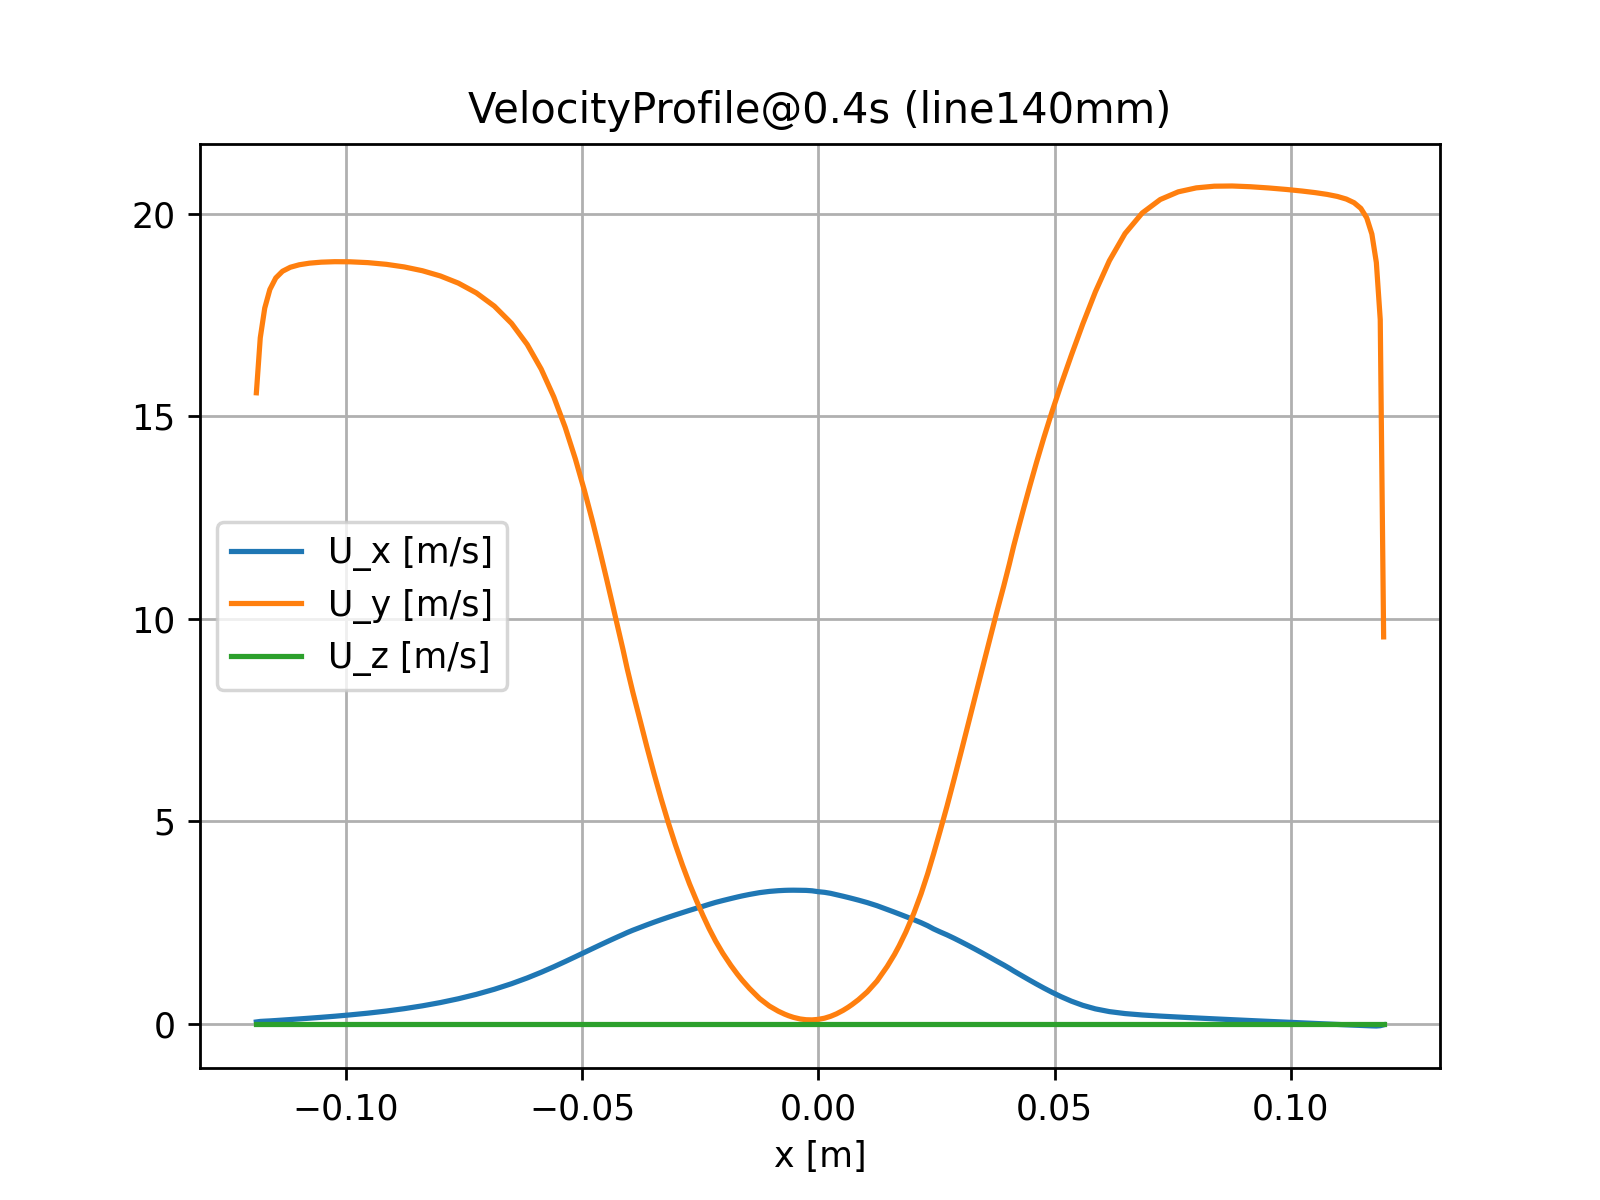 VelocityProfile@0.4s (line140mm)
20
15
10
5
0
U_x [m/s]
U_y [m/s]
U_z [m/s]
−0.10
−0.05
0.00
0.05
0.10
x [m]